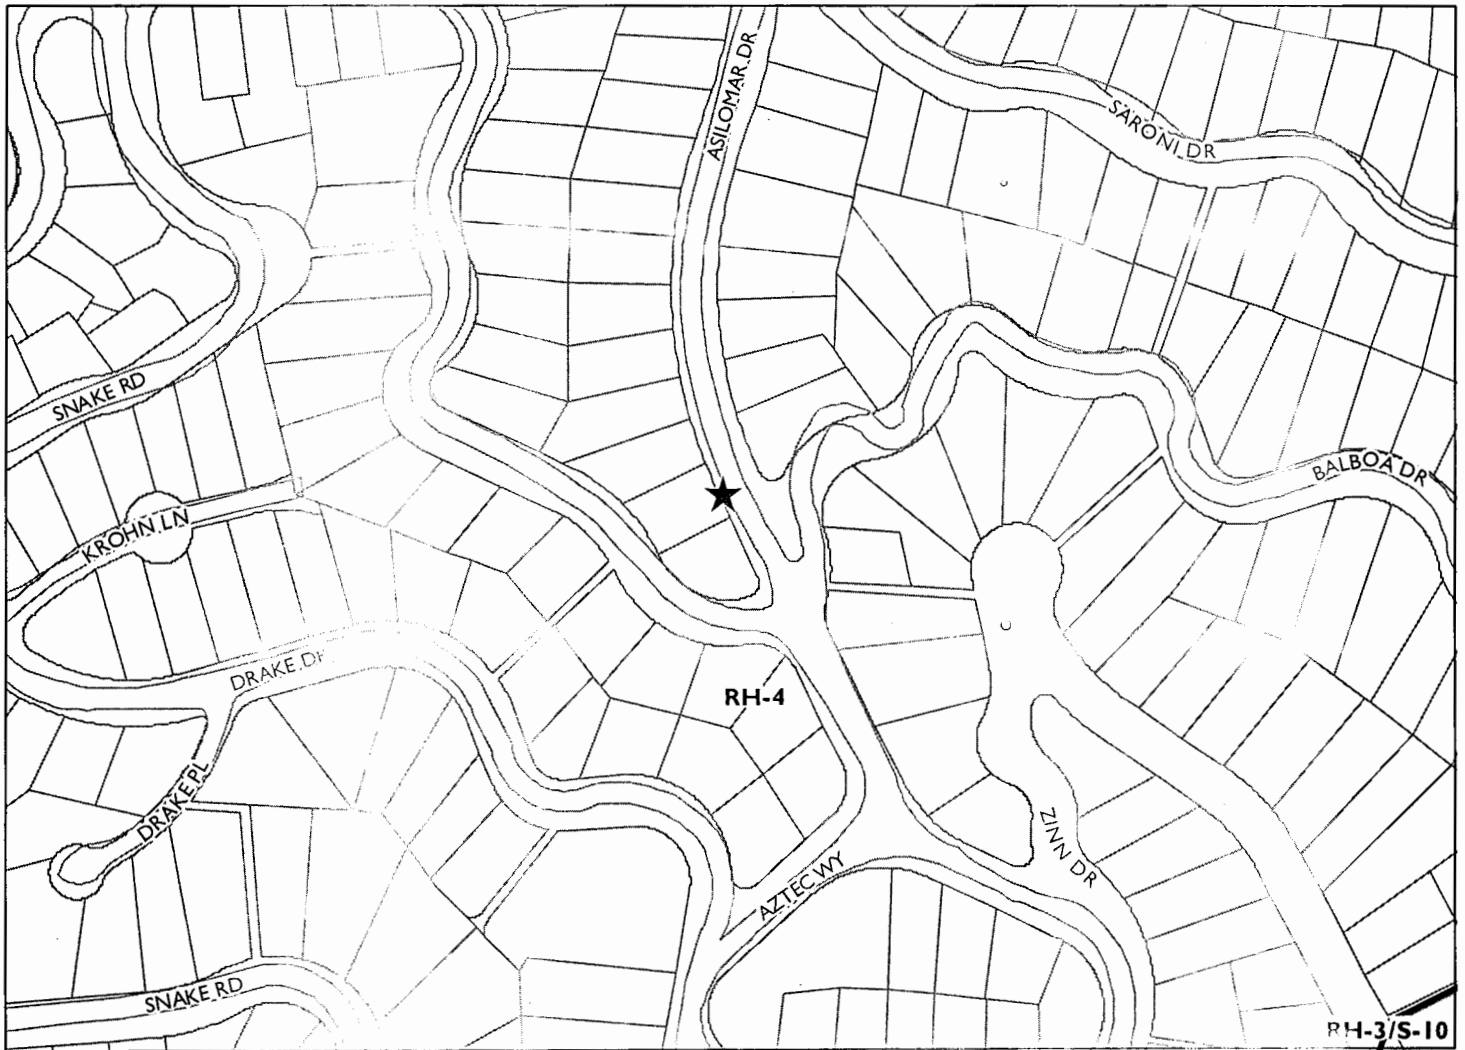 ASILOMAR DR
SARONI DR
SNAKE RD
BALBOA DR
KROHN LN
DRAKE DR
RH-4
DRAKE PL
ZINN DR
AZTEC WY
SNAKE RD
RH-3/S-10